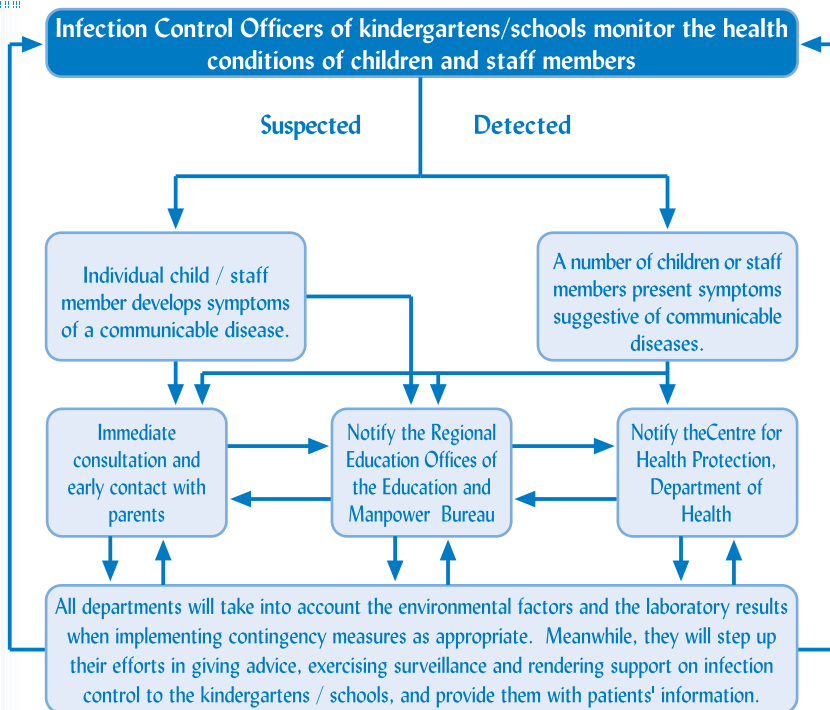 Infection Control Officers of kindergartens/schools monitor the health
conditions of children and staff members
Suspected
Detected
Individual child / staff
member develops symptoms
of a communicable disease.
A number of children or staff
members present symptoms
suggestive of communicable
diseases.
Immediate
consultation and
early contact with
parents
Notify the Regional
Education Offices of
the Education and
Manpower Bureau
Notify theCentre for
Health Protection,
Department of
Health
All departments will take into account the environmental factors and the laboratory results
when implementing contingency measures as appropriate. Meanwhile, they will step up
their efforts in giving advice, exercising surveillance and rendering support on infection
control to the kindergartens / schools, and provide them with patients' information.